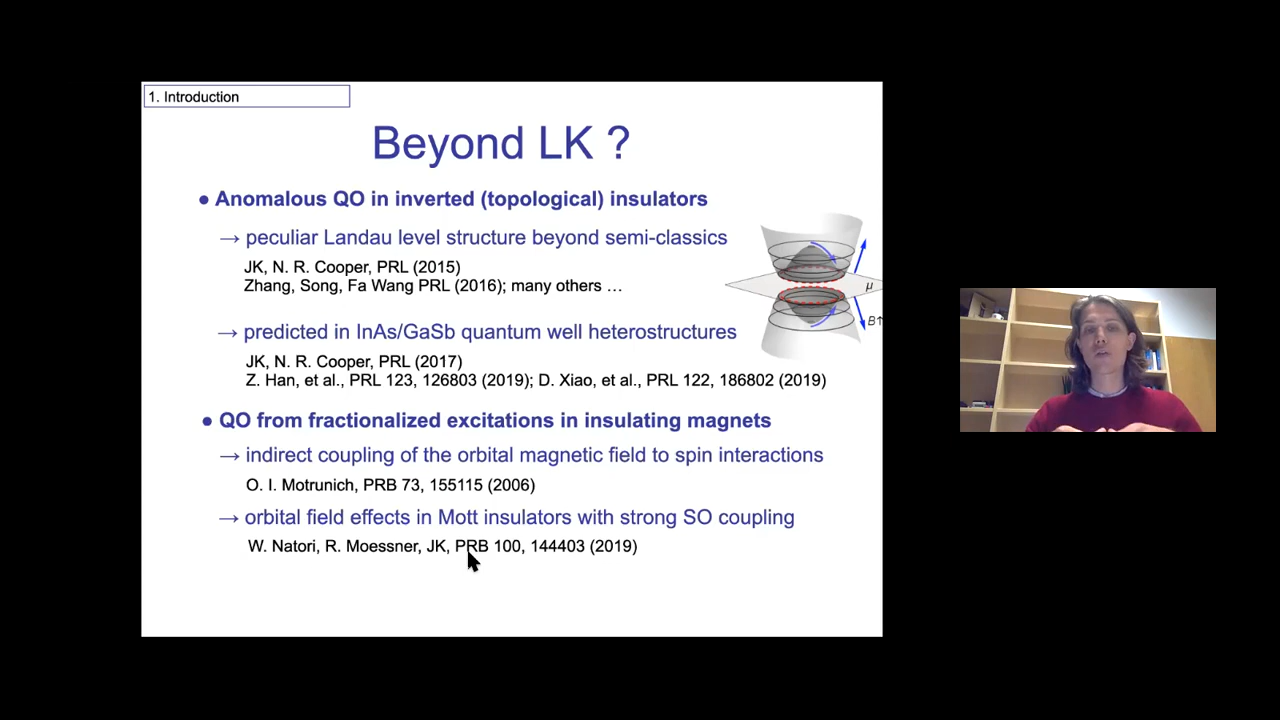 1. Introduction
Beyond LK ?
● Anomalous QO in inverted (topological) insulators
→ peculiar Landau level structure beyond semi-classics
JK, N. R. Cooper, PRL (2015)
Zhang, Song, Fa Wang PRL (2016); many others …
→ predicted in InAs/GaSb quantum well heterostructures
JK, N. R. Cooper, PRL (2017)
Z. Han, et al., PRL 123, 126803 (2019); D. Xiao, et al., PRL 122, 186802 (2019)
μ
B↑
● QO from fractionalized excitations in insulating magnets
→ indirect coupling of the orbital magnetic field to spin interactions
O. I. Motrunich, PRB 73, 155115 (2006)
→ orbital field effects in Mott insulators with strong SO coupling
W. Natori, R. Moessner, JK, PRB 100, 144403 (2019)